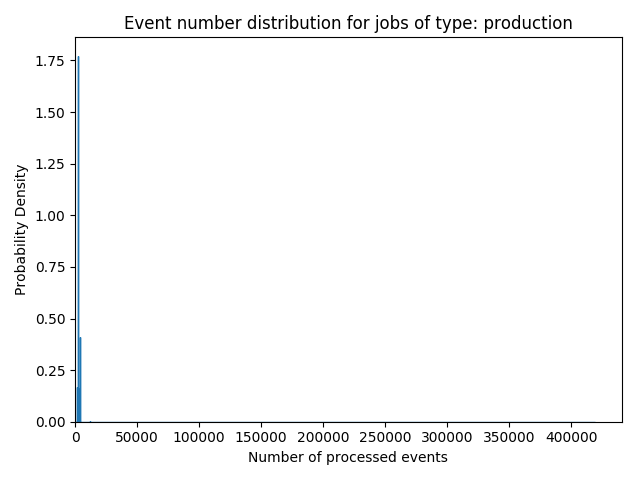 Event number distribution for jobs of type: production
1.75
1.50
1.25
1.00
0.75
0.50
0.25
0.00
Probability Density
0 50000 100000 150000 200000 250000 300000 350000 400000
Number of processed events